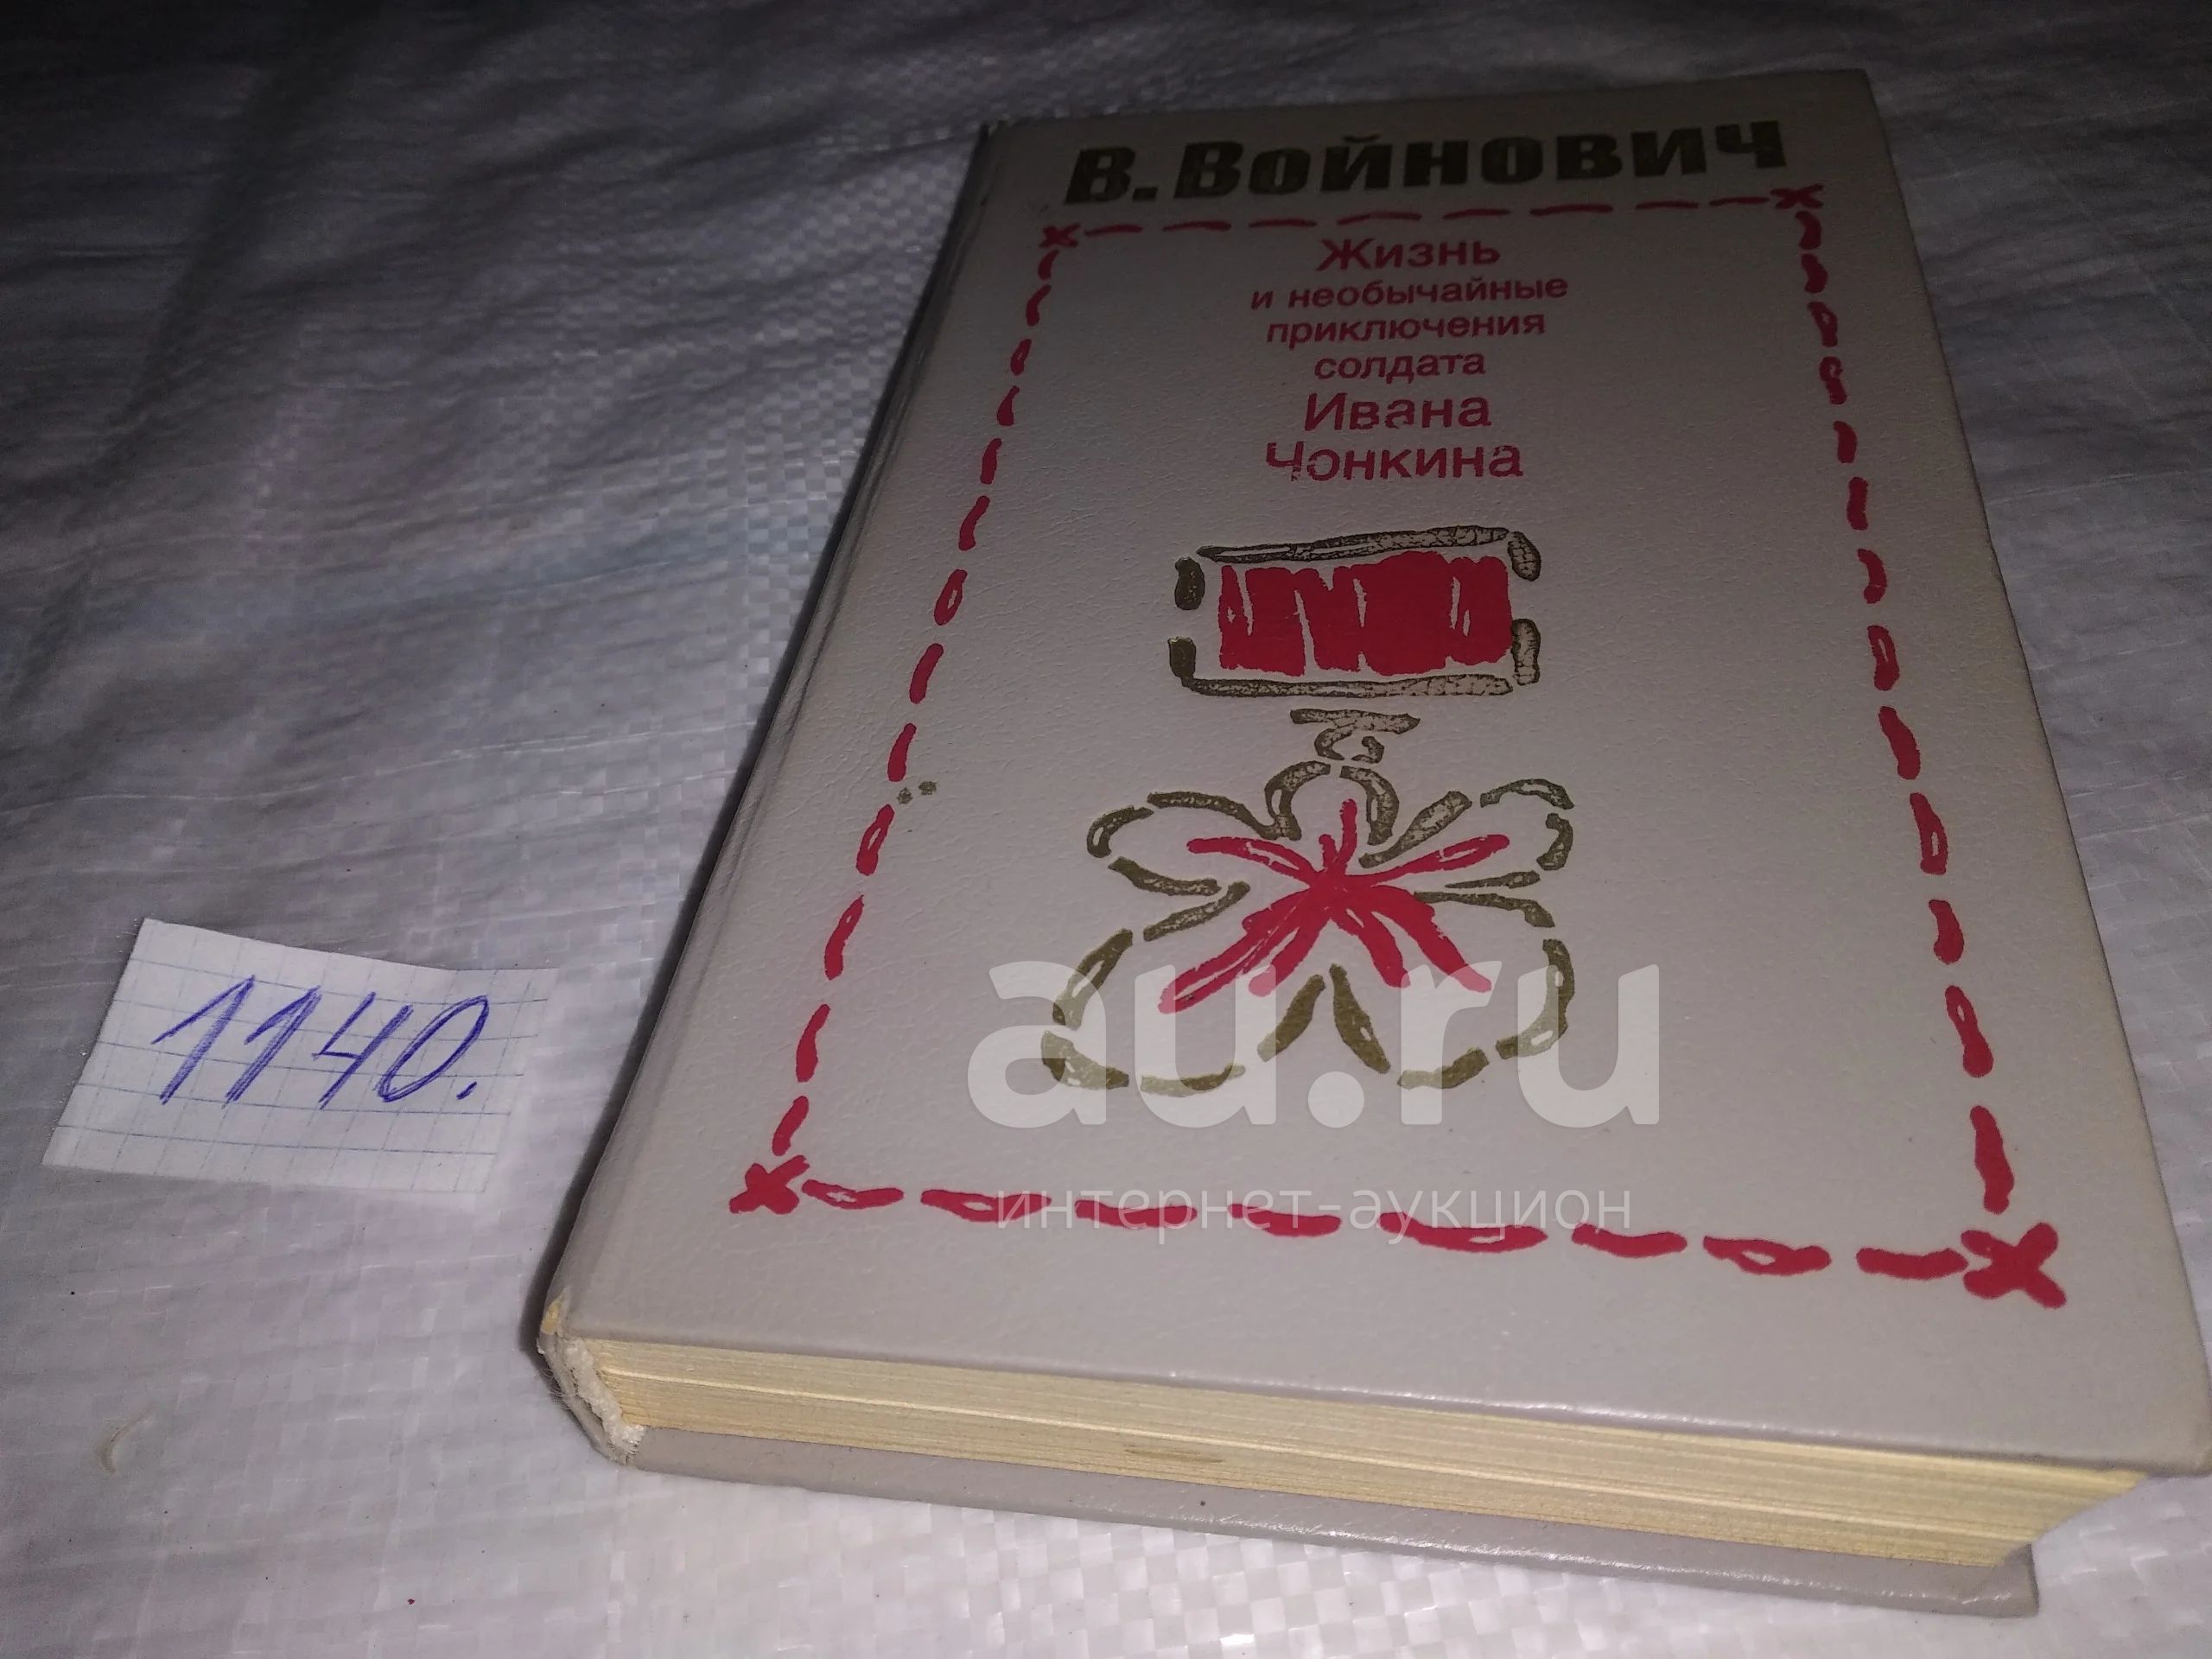 В. Войнович
Жизнь
и необычайные
приключения
солдата
Ивана
Чонкина
1140.
au.ru
интернет-аукцион